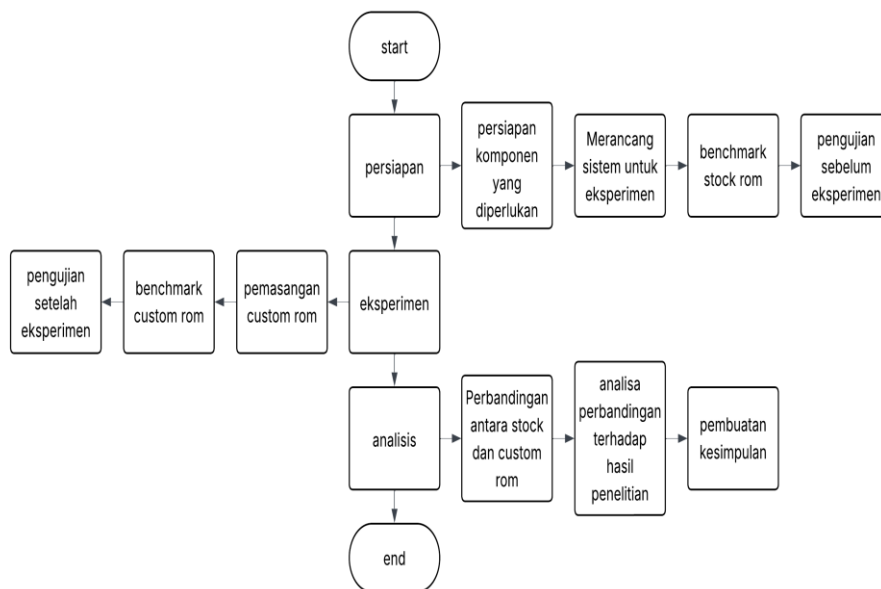 start
persiapan
persiapan
komponen
yang
diperlukan
Merancang
sistem untuk
eksperimen
benchmark
stock rom
pengujian
sebelum
eksperimen
eksperimen
pemasangan
custom rom
benchmark
custom rom
pengujian
setelah
eksperimen
analisis
Perbandingan
antara stock
dan custom
rom
analisa
perbandingan
terhadap
hasil
penelitian
pembuatan
kesimpulan
end